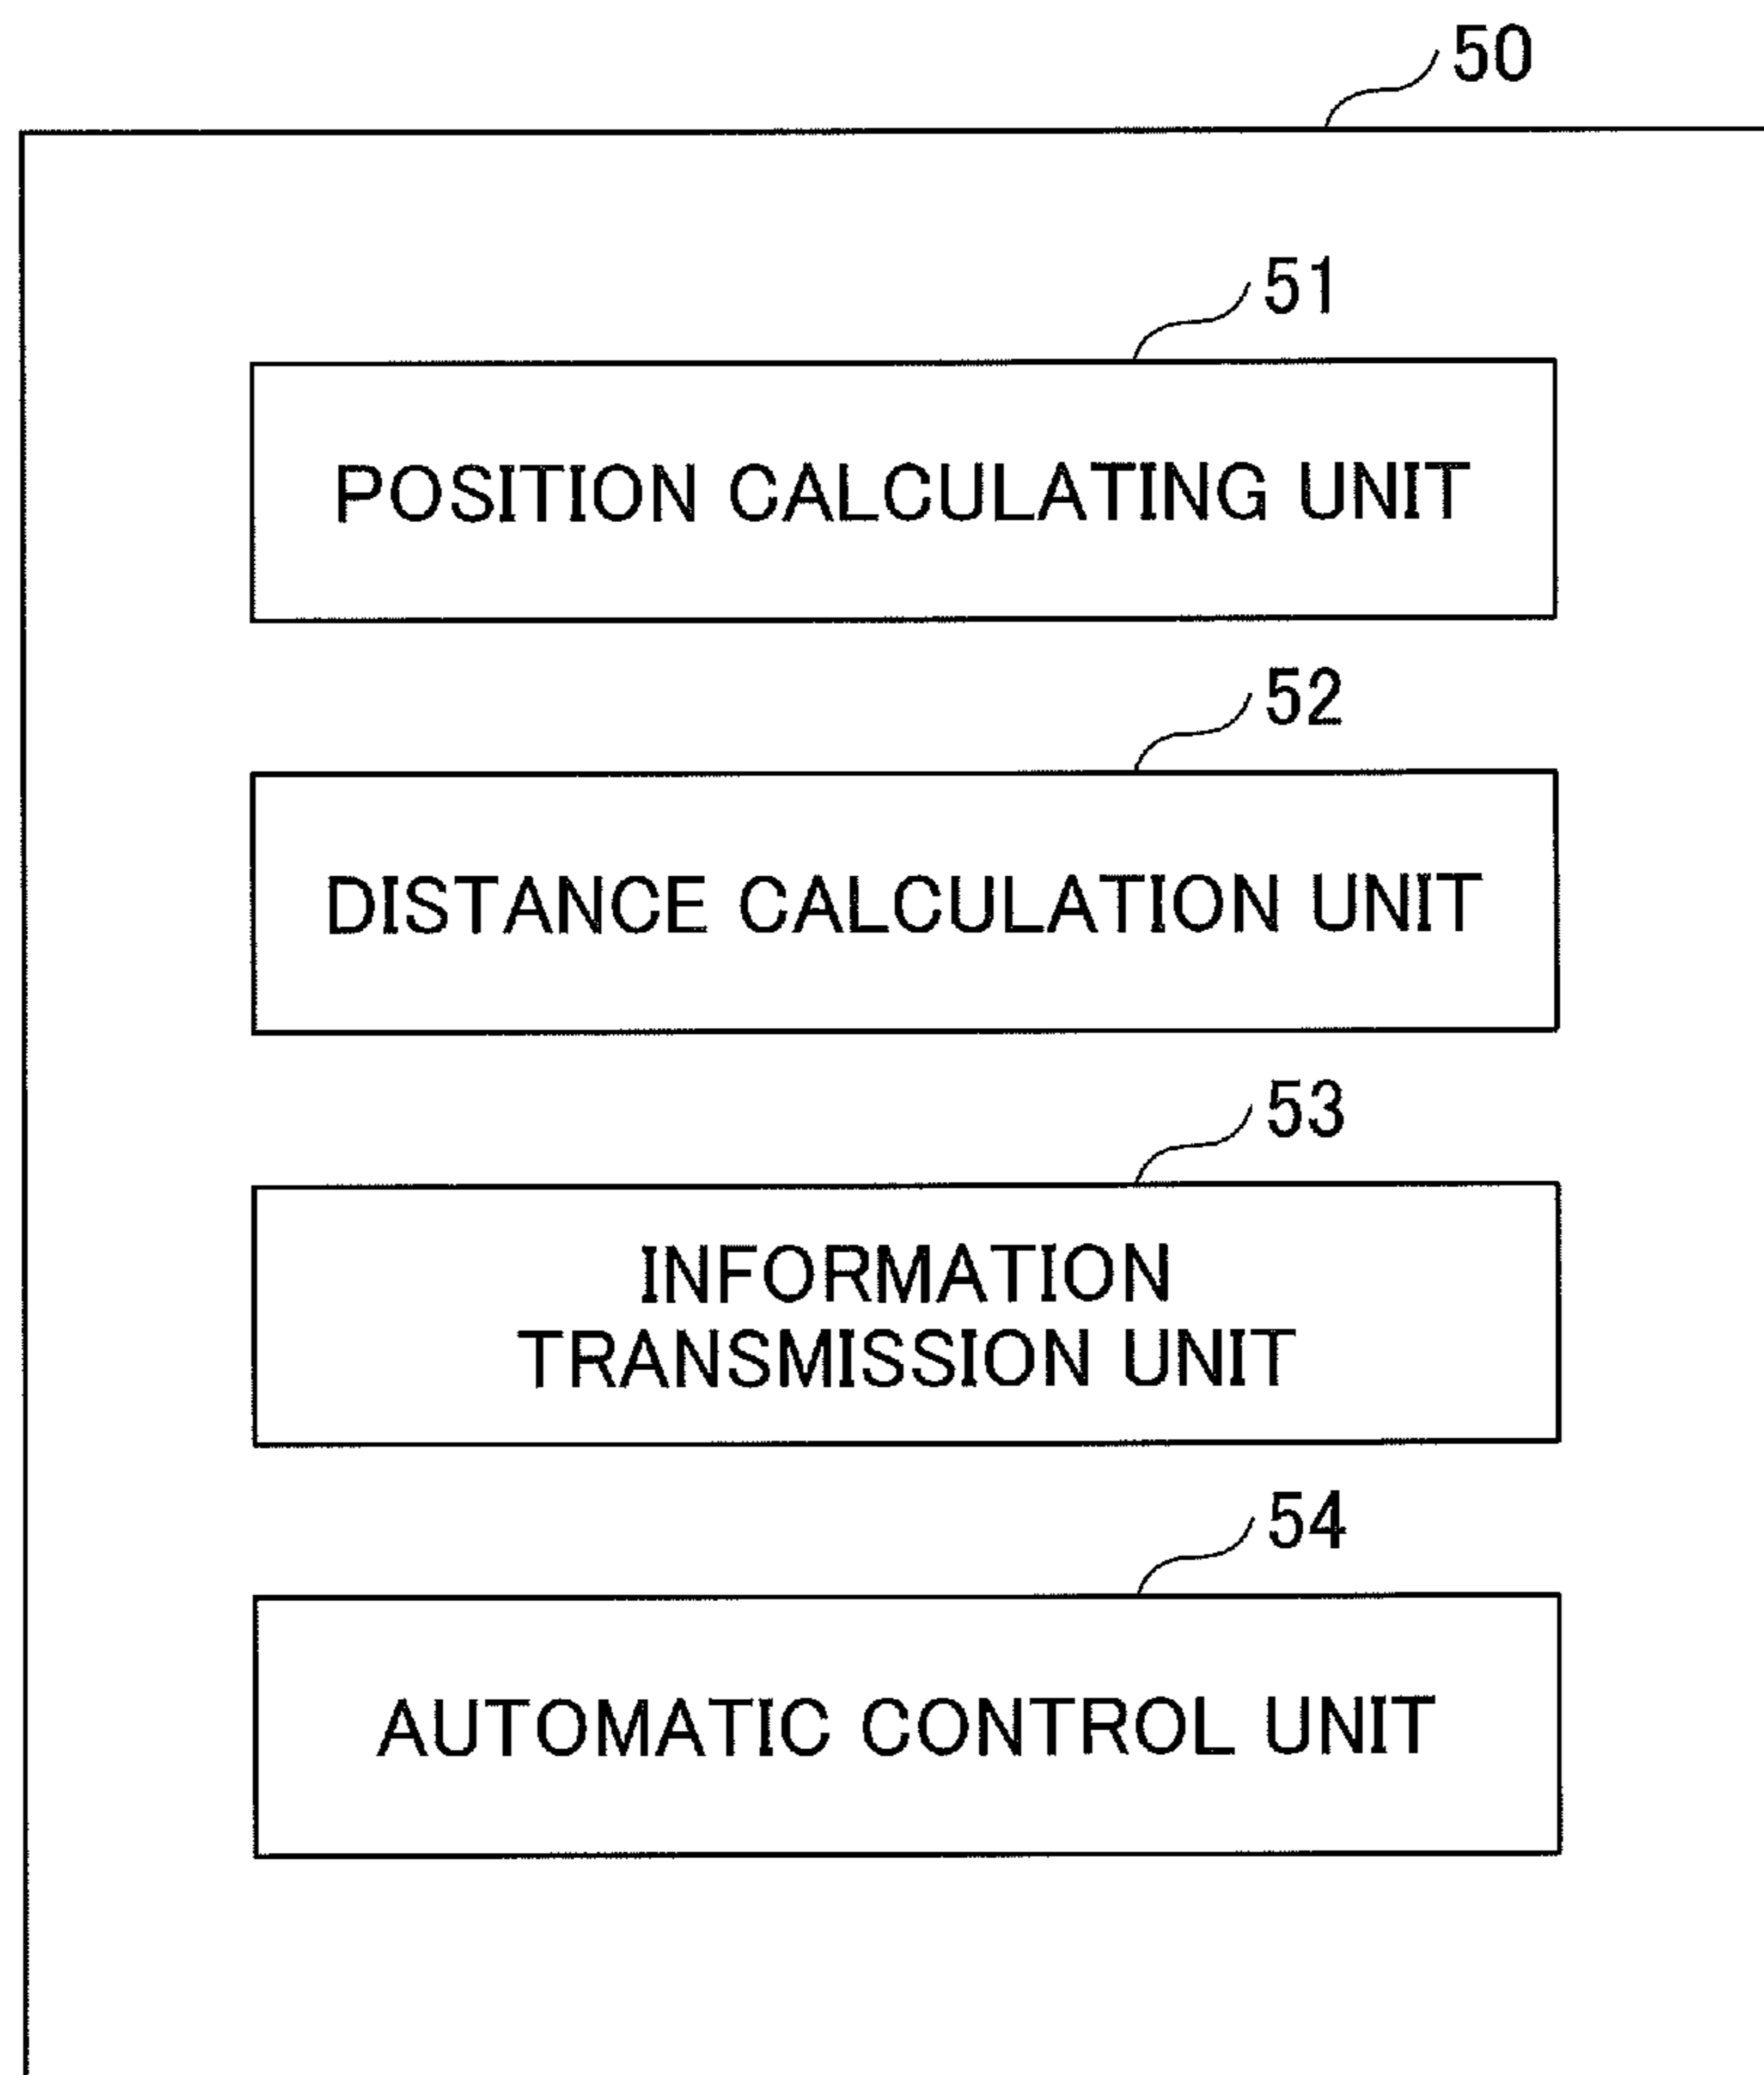 50
51
POSITION CALCULATING UNIT
52
DISTANCE CALCULATION UNIT
53
INFORMATION
TRANSMISSION UNIT
54
AUTOMATIC CONTROL UNIT